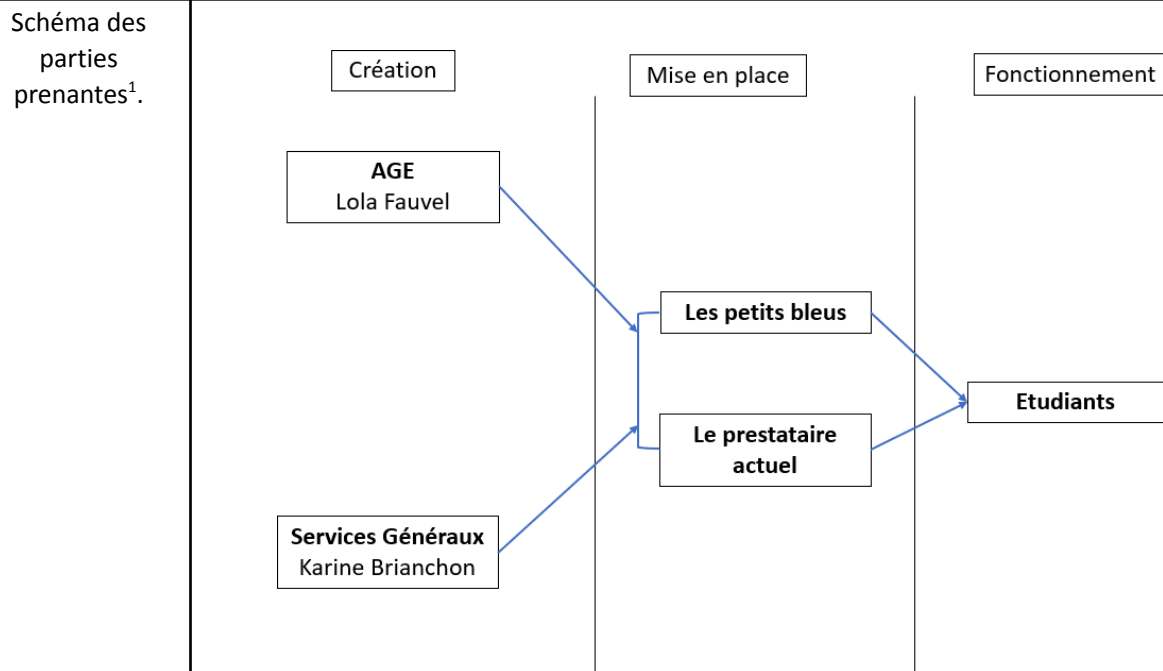 Schéma des
parties
prenantes¹.
Création
Mise en place
Fonctionnement
AGE
Lola Fauvel
Les petits bleus
Etudiants
Le prestataire
actuel
Services Généraux
Karine Brianchon